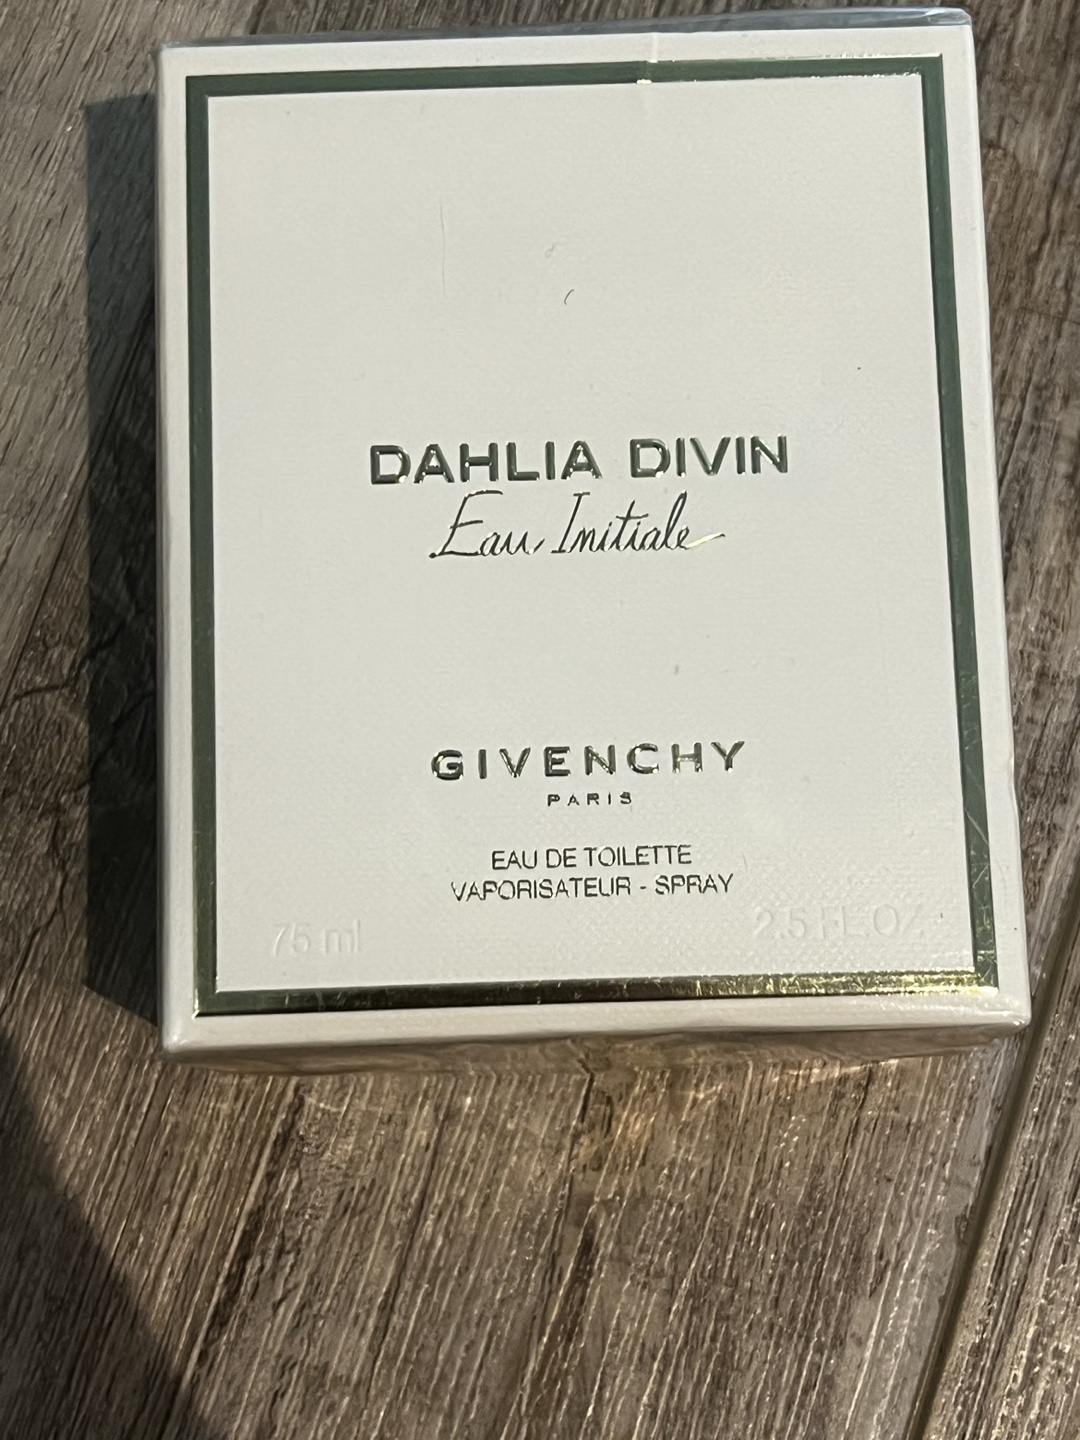 DAHLIA DIVIN
Eau Initiale
GIVENCHY
PARIS
EAU DE TOILETTE
VAPORISATEUR - SPRAY
75 ml
2.5 FL.OZ.